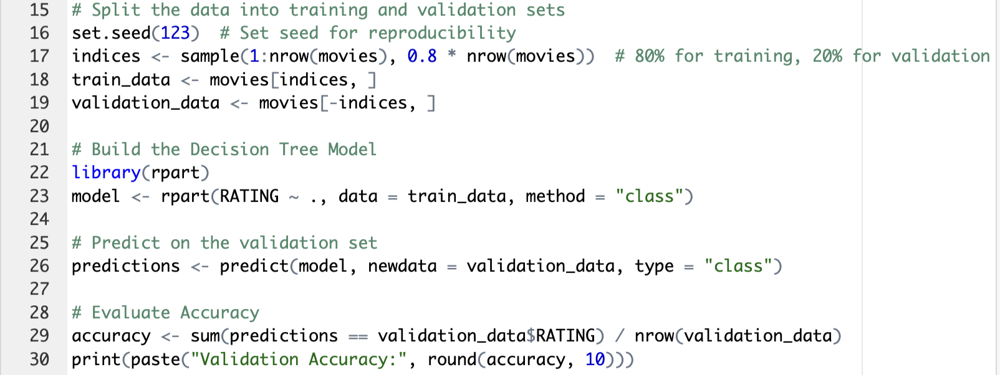 15 # Split the data into training and validation sets
16 set.seed(123)  # Set seed for reproducibility
17 indices <- sample(1:nrow(movies), 0.8 * nrow(movies))  # 80% for training, 20% for validation
18 train_data <- movies[indices, ]
19 validation_data <- movies[-indices, ]
20
21 # Build the Decision Tree Model
22 library(rpart)
23 model <- rpart(RATING ~ ., data = train_data, method = "class")
24
25 # Predict on the validation set
26 predictions <- predict(model, newdata = validation_data, type = "class")
27
28 # Evaluate Accuracy
29 accuracy <- sum(predictions == validation_data$RATING) / nrow(validation_data)
30 print(paste("Validation Accuracy:", round(accuracy, 10)))